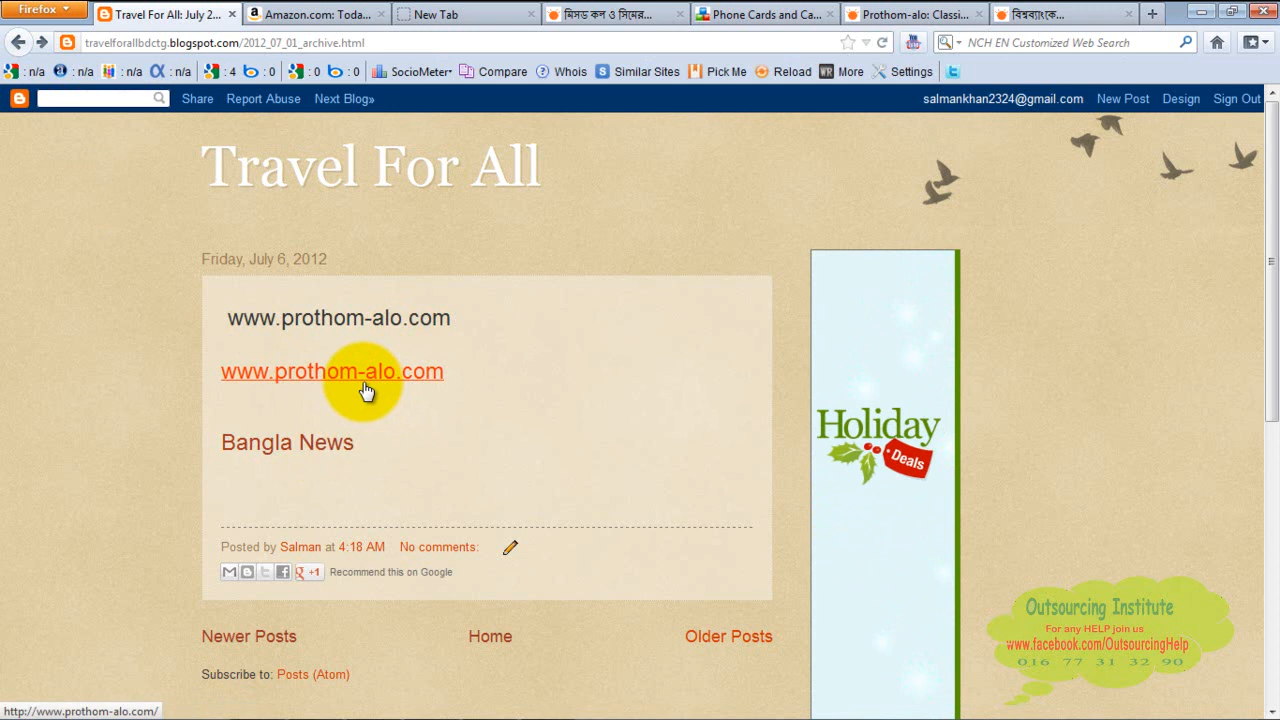 Firefox
Travel For All: July 2...
Amazon.com: Toda...
New Tab
মিসড কল ও সিমের...
Phone Cards and Ca...
Prothom-alo: Classi...
বিশ্বব্যাংকে...
travelforallbdctg.blogspot.com/2012_07_01_archive.html
NCH EN Customized Web Search
: n/a : n/a : n/a : n/a : 4 : 0 : 0 : 0 SocioMeter Compare Whois Similar Sites Pick Me Reload More Settings
Share Report Abuse Next Blog»
salmankhan2324@gmail.com New Post Design Sign Out
Travel For All
Friday, July 6, 2012
www.prothom-alo.com
www.prothom-alo.com
Bangla News
Posted by Salman at 4:18 AM No comments:
+1 Recommend this on Google
Newer Posts Home Older Posts
Subscribe to: Posts (Atom)
Holiday
Deals
Outsourcing Institute
For any HELP join us
www.facebook.com/OutsourcingHelp
016 77 31 32 90
http://www.prothom-alo.com/